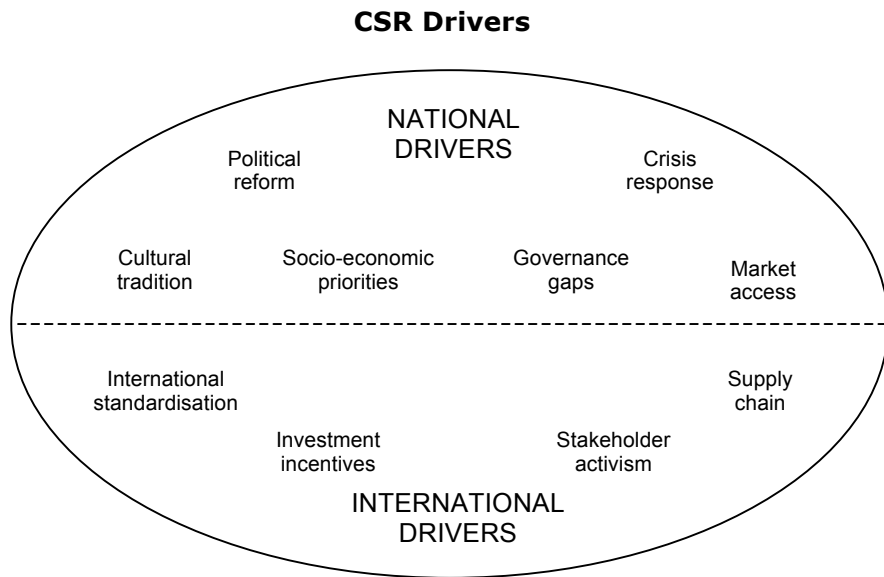 CSR Drivers
NATIONAL
DRIVERS
Political
reform
Crisis
response
Cultural
tradition
Socio-economic
priorities
Governance
gaps
Market
access
International
standardisation
Supply
chain
Investment
incentives
Stakeholder
activism
INTERNATIONAL
DRIVERS